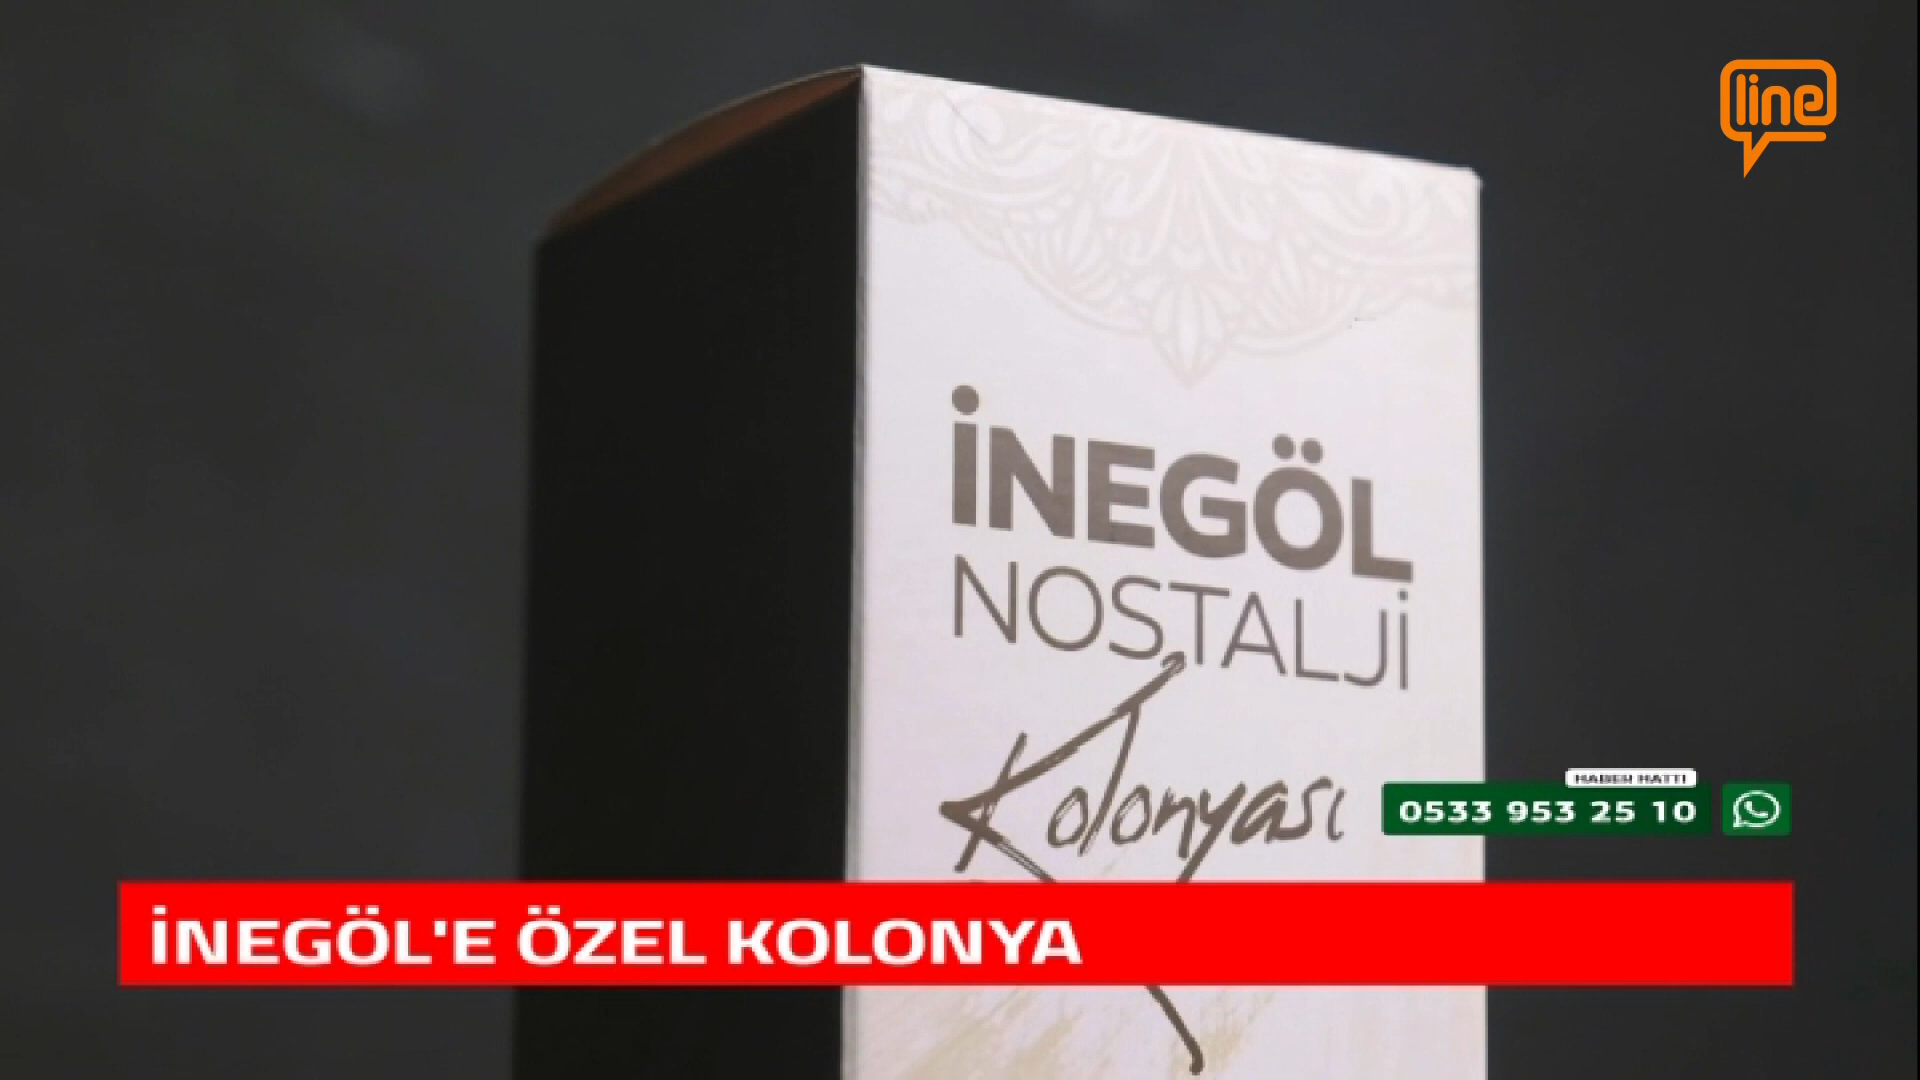 line
İNEGÖL
NOSTALJİ
Kolonyası
HABER HATTI
0533 953 25 10
İNEGÖL'E ÖZEL KOLONYA